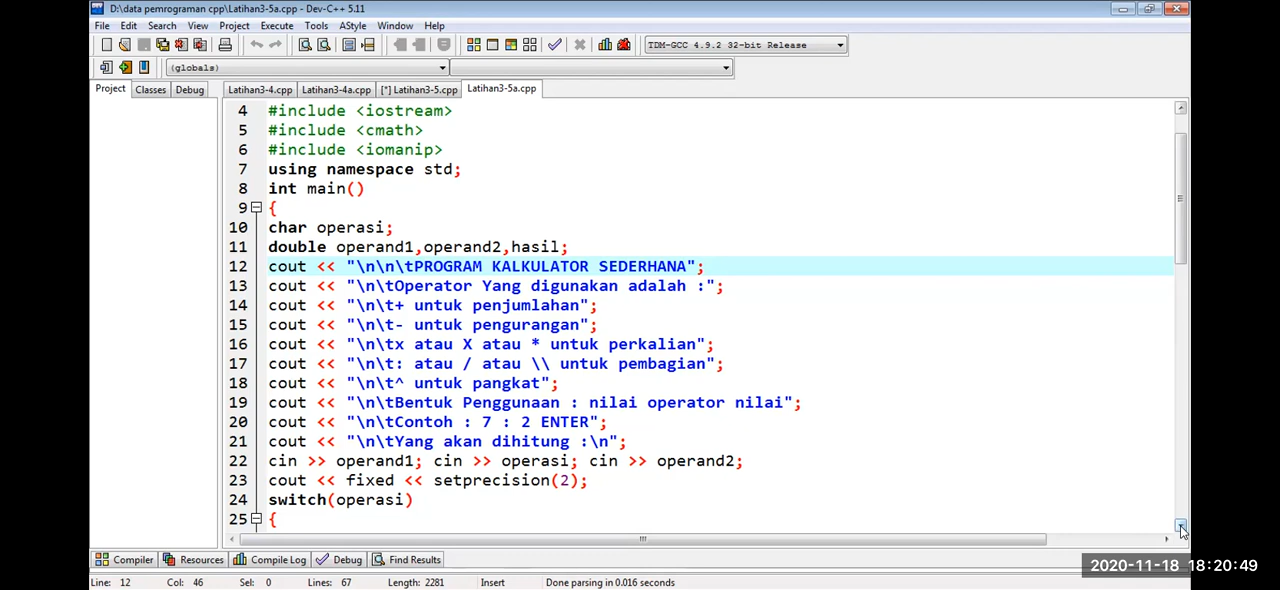 D:\data pemrograman cpp\Latihan3-5a.cpp - Dev-C++ 5.11
File Edit Search View Project Execute Tools AStyle Window Help
TDM-GCC 4.9.2 32-bit Release
(globals)
Project Classes Debug Latihan3-4.cpp Latihan3-4a.cpp [*] Latihan3-5.cpp Latihan3-5a.cpp
4 #include <iostream>
5 #include <cmath>
6 #include <iomanip>
7 using namespace std;
8 int main()
9 {
10 char operasi;
11 double operand1,operand2,hasil;
12 cout << "\n\n\tPROGRAM KALKULATOR SEDERHANA";
13 cout << "\n\tOperator Yang digunakan adalah :";
14 cout << "\n\t+ untuk penjumlahan";
15 cout << "\n\t- untuk pengurangan";
16 cout << "\n\tx atau X atau * untuk perkalian";
17 cout << "\n\t: atau / atau \\ untuk pembagian";
18 cout << "\n\t^ untuk pangkat";
19 cout << "\n\tBentuk Penggunaan : nilai operator nilai";
20 cout << "\n\tContoh : 7 : 2 ENTER";
21 cout << "\n\tYang akan dihitung :\n";
22 cin >> operand1; cin >> operasi; cin >> operand2;
23 cout << fixed << setprecision(2);
24 switch(operasi)
25 {
Compiler Resources Compile Log Debug Find Results
2020-11-18 18:20:49
Line: 12 Col: 46 Sel: 0 Lines: 67 Length: 2281 Insert Done parsing in 0.016 seconds